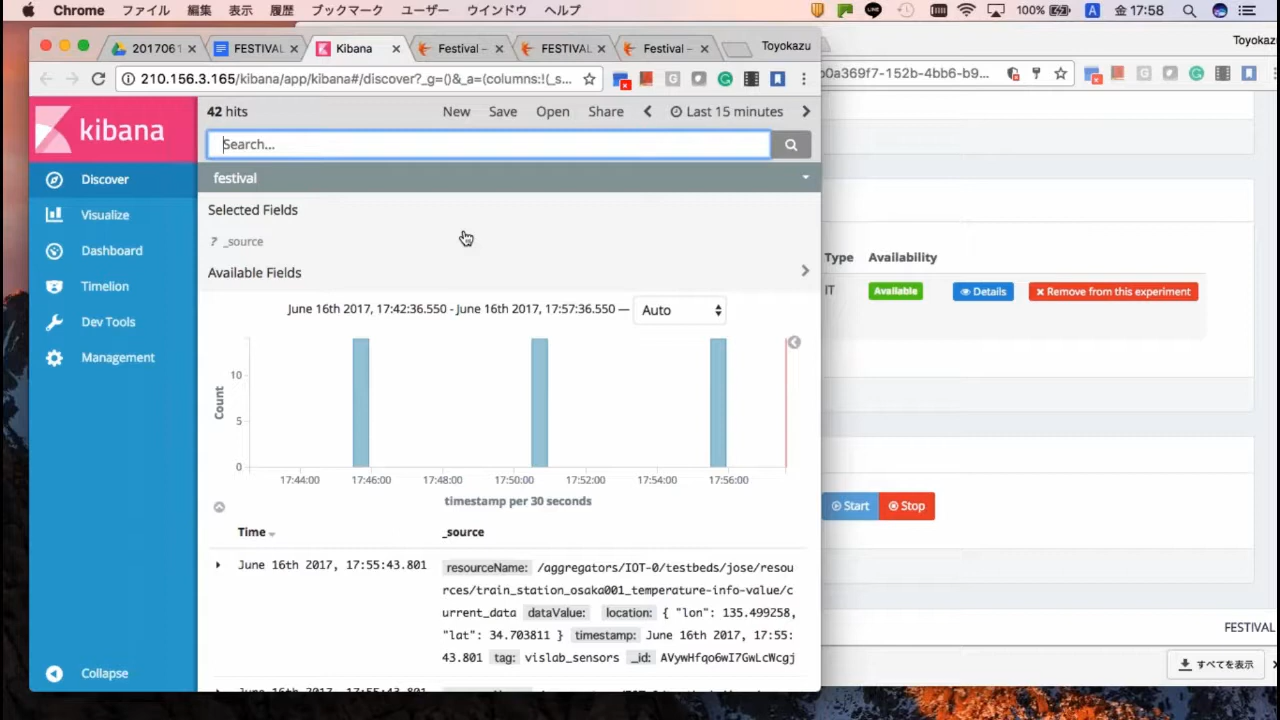 Chrome ファイル 編集 表示 履歴 ブックマーク ユーザー ウインドウ ヘルプ 100% A 金 17:58
201706 FESTIVAL Kibana Festival – FESTIVAL Festival – Toyokazu
Toyokaz
210.156.3.165/kibana/app/kibana#/discover?_g=()&_a=(columns:!(_s...
0a369f7-152b-4bb6-b9...
kibana
Discover
Visualize
Dashboard
Timelion
Dev Tools
Management
Collapse
42 hits New Save Open Share Last 15 minutes
Search...
festival
Selected Fields
? _source
Available Fields
June 16th 2017, 17:42:36.550 - June 16th 2017, 17:57:36.550 — Auto
Count
10
5
0
17:44:00 17:46:00 17:48:00 17:50:00 17:52:00 17:54:00 17:56:00
timestamp per 30 seconds
Time _source
June 16th 2017, 17:55:43.801
resourceName: /aggregators/IOT-0/testbeds/jose/resou
rces/train_station_osaka001_temperature-info-value/c
urrent_data dataValue: location: { "lon": 135.499258,
"lat": 34.703811 } timestamp: June 16th 2017, 17:55:
43.801 tag: vislab_sensors _id: AVywHfqo6wI7GwLcWcgj
Type Availability
IT Available Details Remove from this experiment
Start Stop
FESTIVAL
すべてを表示